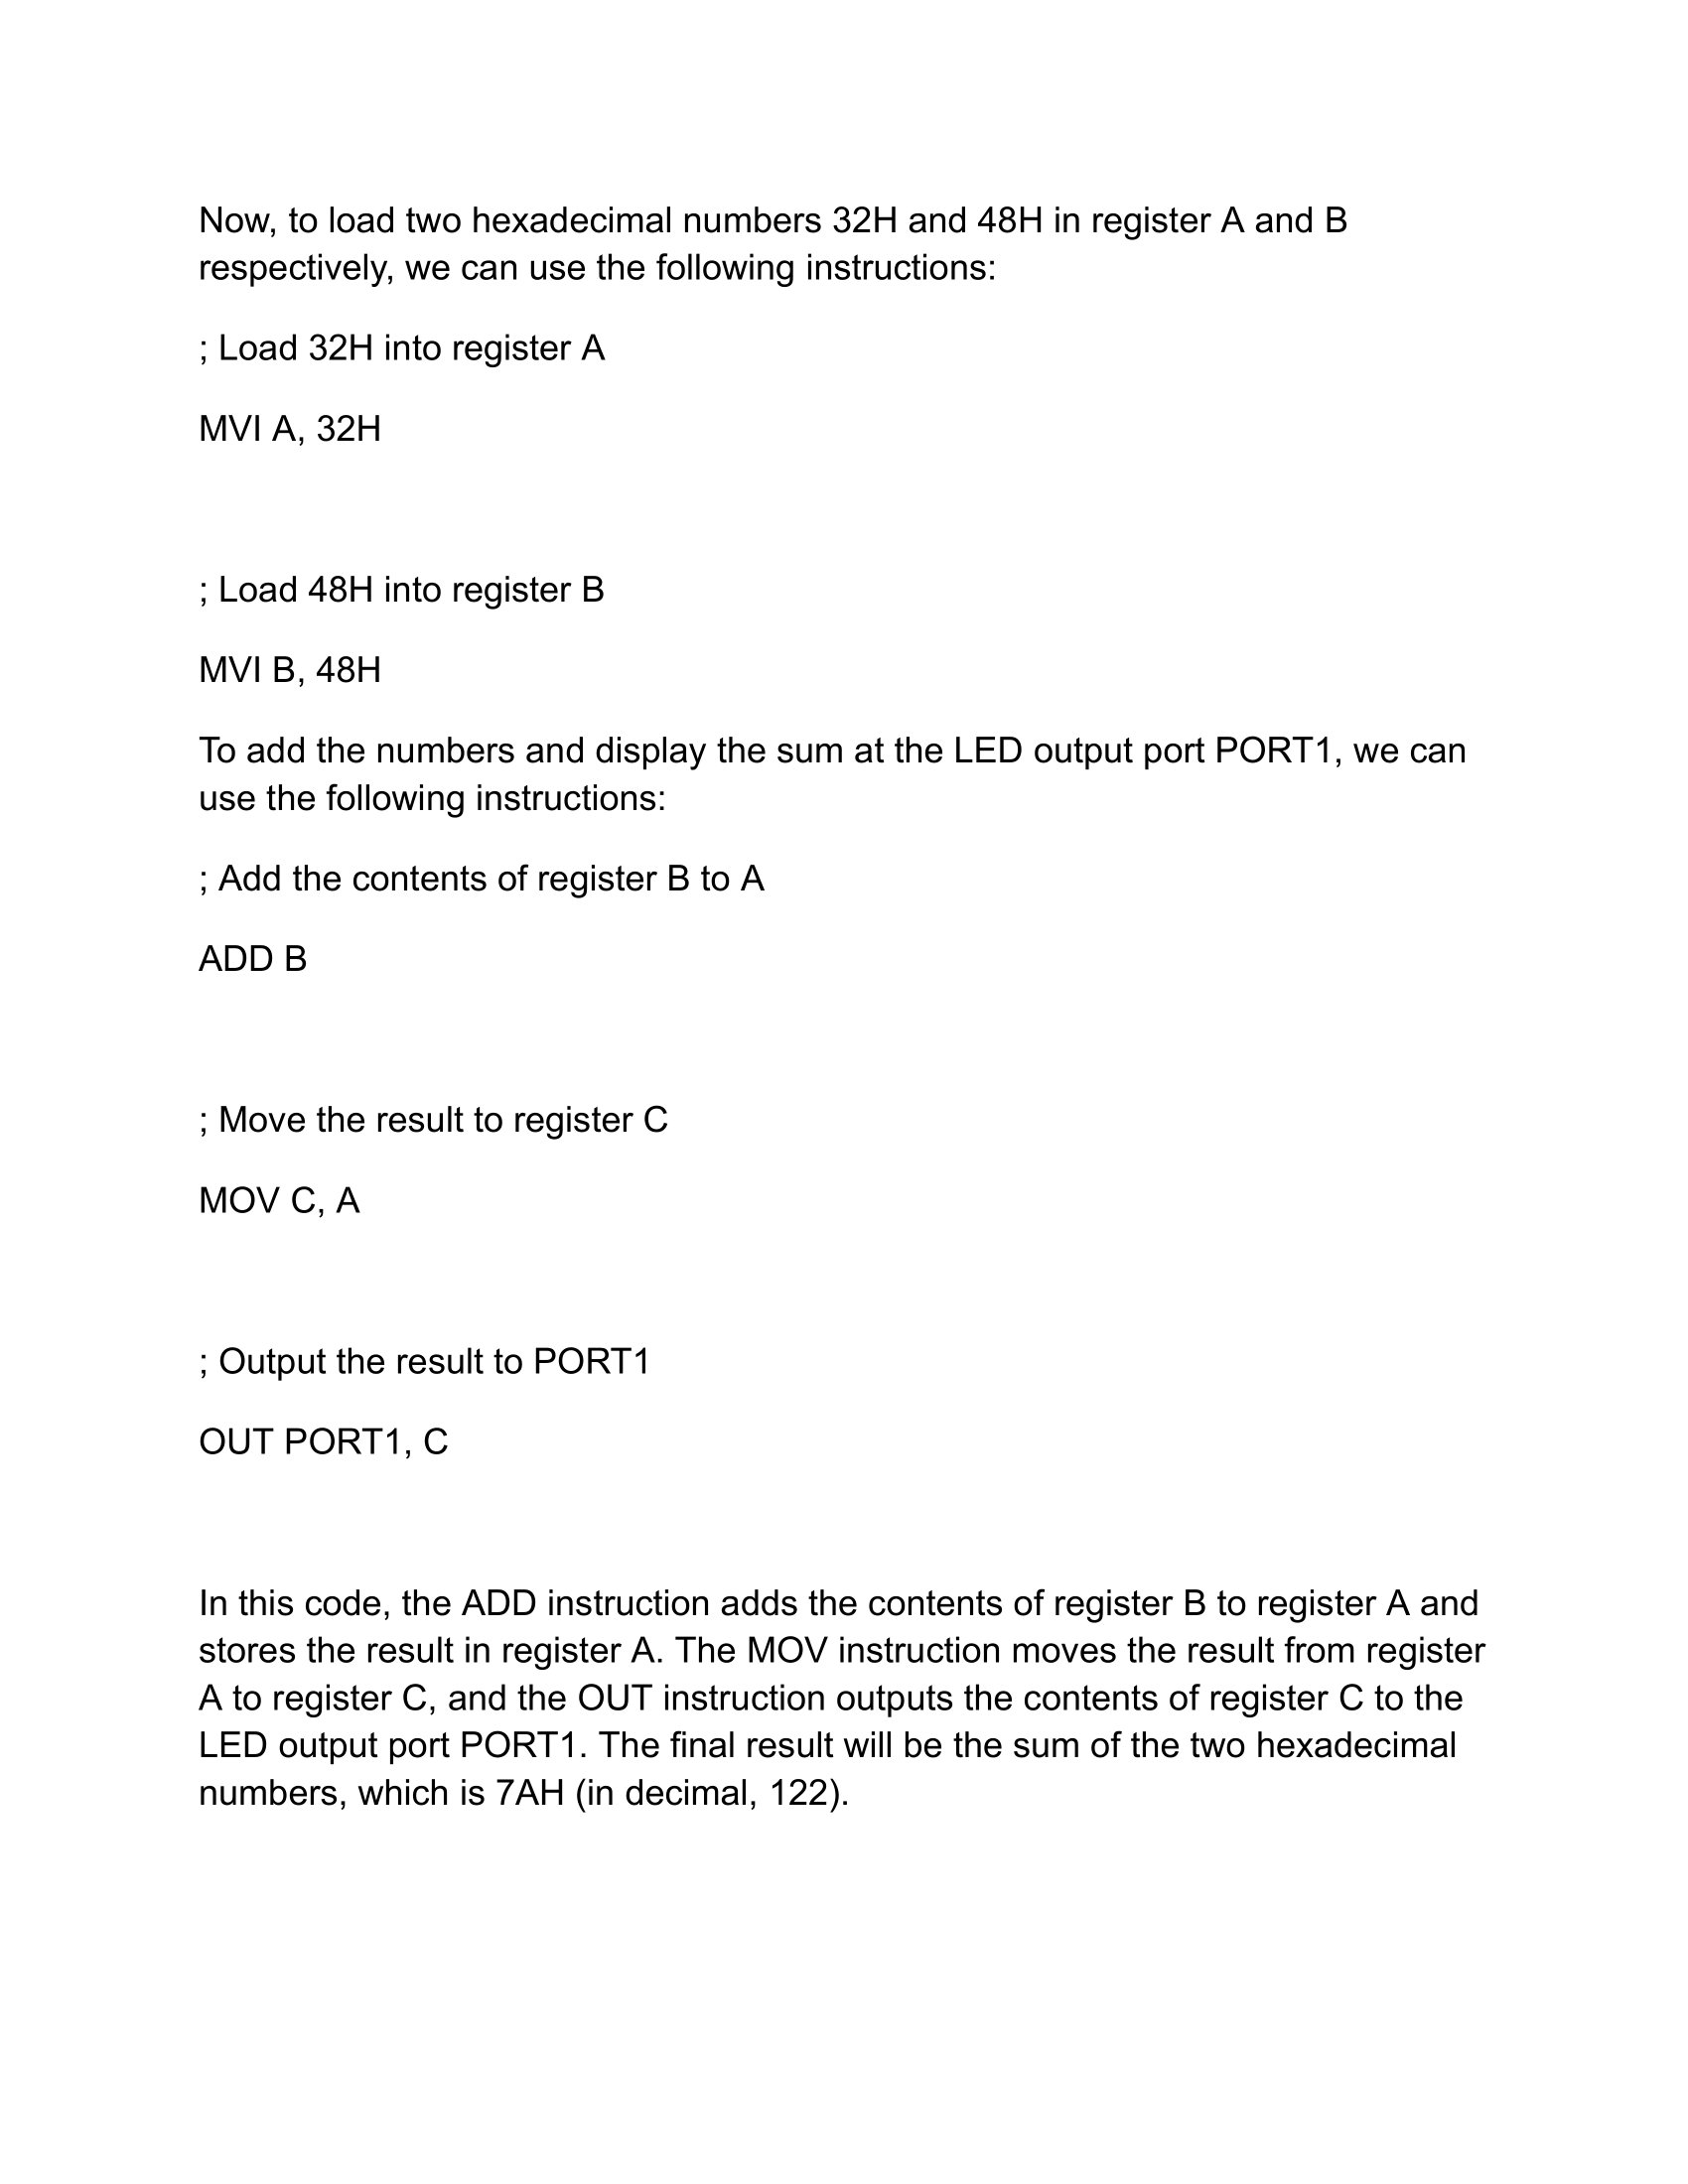 Now, to load two hexadecimal numbers 32H and 48H in register A and B
respectively, we can use the following instructions:
; Load 32H into register A
MVI A, 32H
; Load 48H into register B
MVI B, 48H
To add the numbers and display the sum at the LED output port PORT1, we can
use the following instructions:
; Add the contents of register B to A
ADD B
; Move the result to register C
MOV C, A
; Output the result to PORT1
OUT PORT1, C
In this code, the ADD instruction adds the contents of register B to register A and
stores the result in register A. The MOV instruction moves the result from register
A to register C, and the OUT instruction outputs the contents of register C to the
LED output port PORT1. The final result will be the sum of the two hexadecimal
numbers, which is 7AH (in decimal, 122).